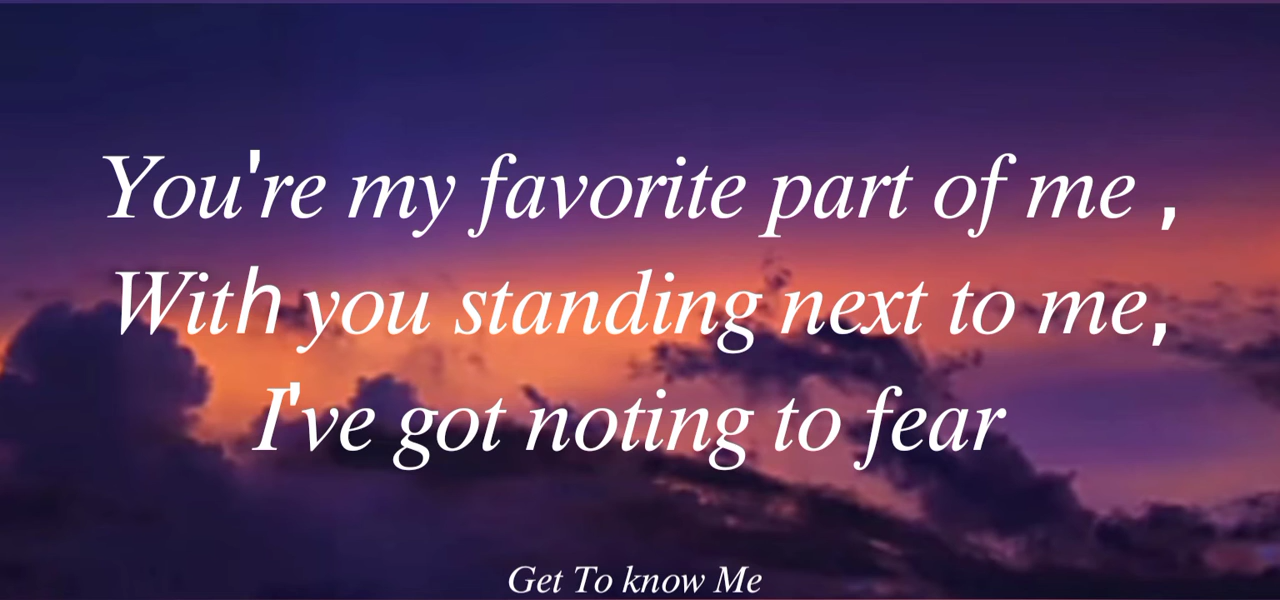 You're my favorite part of me ,
With you standing next to me,
I've got noting to fear
Get To know Me